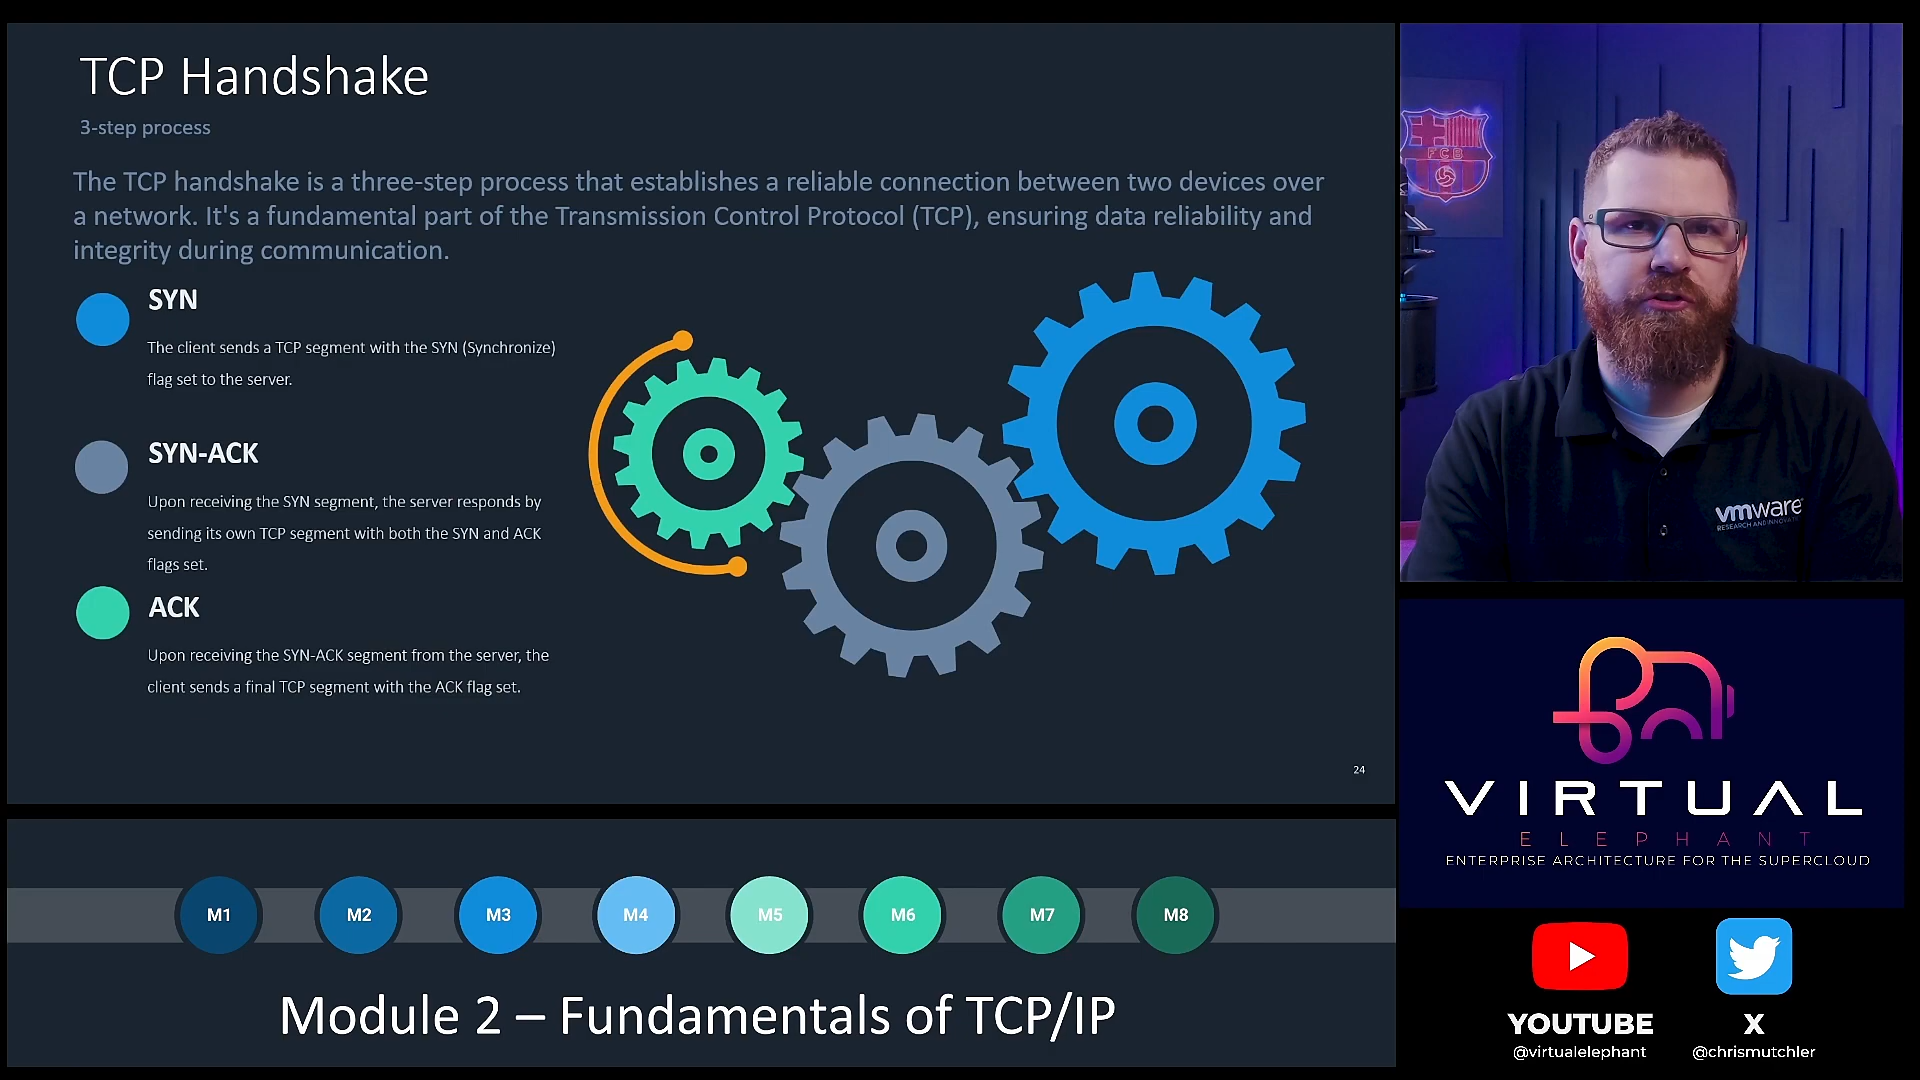 TCP Handshake
3-step process
The TCP handshake is a three-step process that establishes a reliable connection between two devices over
a network. It's a fundamental part of the Transmission Control Protocol (TCP), ensuring data reliability and
integrity during communication.
SYN
The client sends a TCP segment with the SYN (Synchronize)
flag set to the server.
SYN-ACK
Upon receiving the SYN segment, the server responds by
sending its own TCP segment with both the SYN and ACK
flags set.
ACK
Upon receiving the SYN-ACK segment from the server, the
client sends a final TCP segment with the ACK flag set.
24
FCB
vmware
RESEARCH AND INNOVATION
VIRTUAL
ELEPHANT
ENTERPRISE ARCHITECTURE FOR THE SUPERCLOUD
M1
M2
M3
M4
M5
M6
M7
M8
Module 2 – Fundamentals of TCP/IP
YOUTUBE
@virtualelephant
X
@chrismutchler